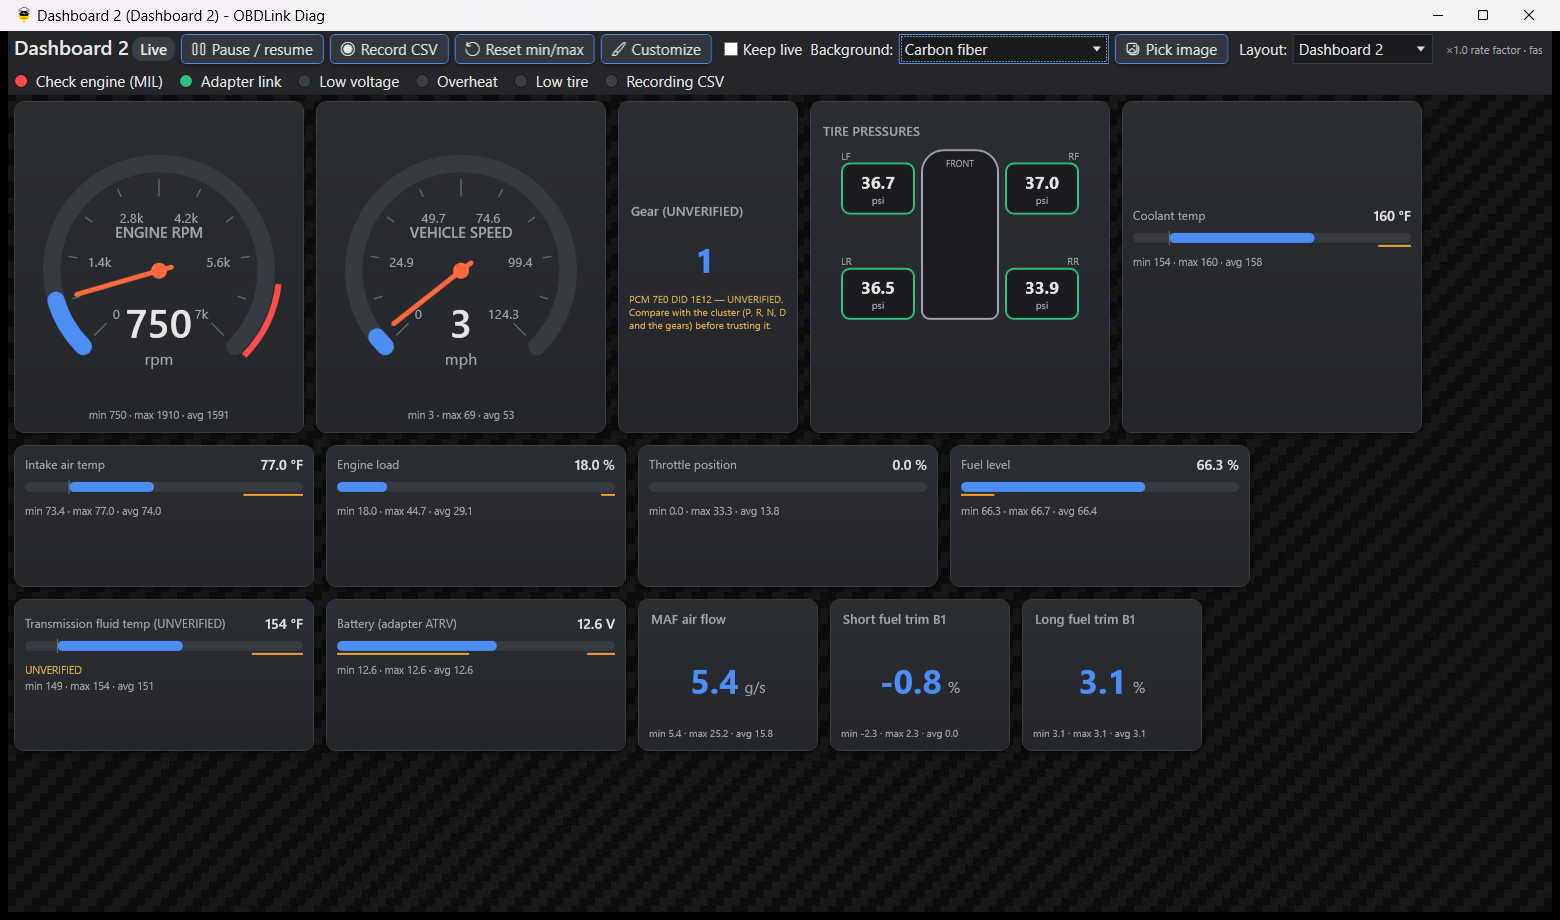 Dashboard 2 (Dashboard 2) - OBDLink Diag
Dashboard 2 Live Pause / resume Record CSV Reset min/max Customize Keep live Background: Carbon fiber Pick image Layout: Dashboard 2 ×1.0 rate factor · fas
Check engine (MIL) Adapter link Low voltage Overheat Low tire Recording CSV
2.8k 4.2k
ENGINE RPM
1.4k 5.6k
0 750 7k
rpm
min 750 · max 1910 · avg 1591
49.7 74.6
VEHICLE SPEED
24.9 99.4
0 3 124.3
mph
min 3 · max 69 · avg 53
Gear (UNVERIFIED)
1
PCM 7E0 DID 1E12 — UNVERIFIED.
Compare with the cluster (P, R, N, D
and the gears) before trusting it.
TIRE PRESSURES
LF RF
FRONT
36.7 37.0
psi psi
LR RR
36.5 33.9
psi psi
Coolant temp 160 °F
min 154 · max 160 · avg 158
Intake air temp 77.0 °F
min 73.4 · max 77.0 · avg 74.0
Engine load 18.0 %
min 18.0 · max 44.7 · avg 29.1
Throttle position 0.0 %
min 0.0 · max 33.3 · avg 13.8
Fuel level 66.3 %
min 66.3 · max 66.7 · avg 66.4
Transmission fluid temp (UNVERIFIED) 154 °F
UNVERIFIED
min 149 · max 154 · avg 151
Battery (adapter ATRV) 12.6 V
min 12.6 · max 12.6 · avg 12.6
MAF air flow
5.4 g/s
min 5.4 · max 25.2 · avg 15.8
Short fuel trim B1
-0.8 %
min -2.3 · max 2.3 · avg 0.0
Long fuel trim B1
3.1 %
min 3.1 · max 3.1 · avg 3.1